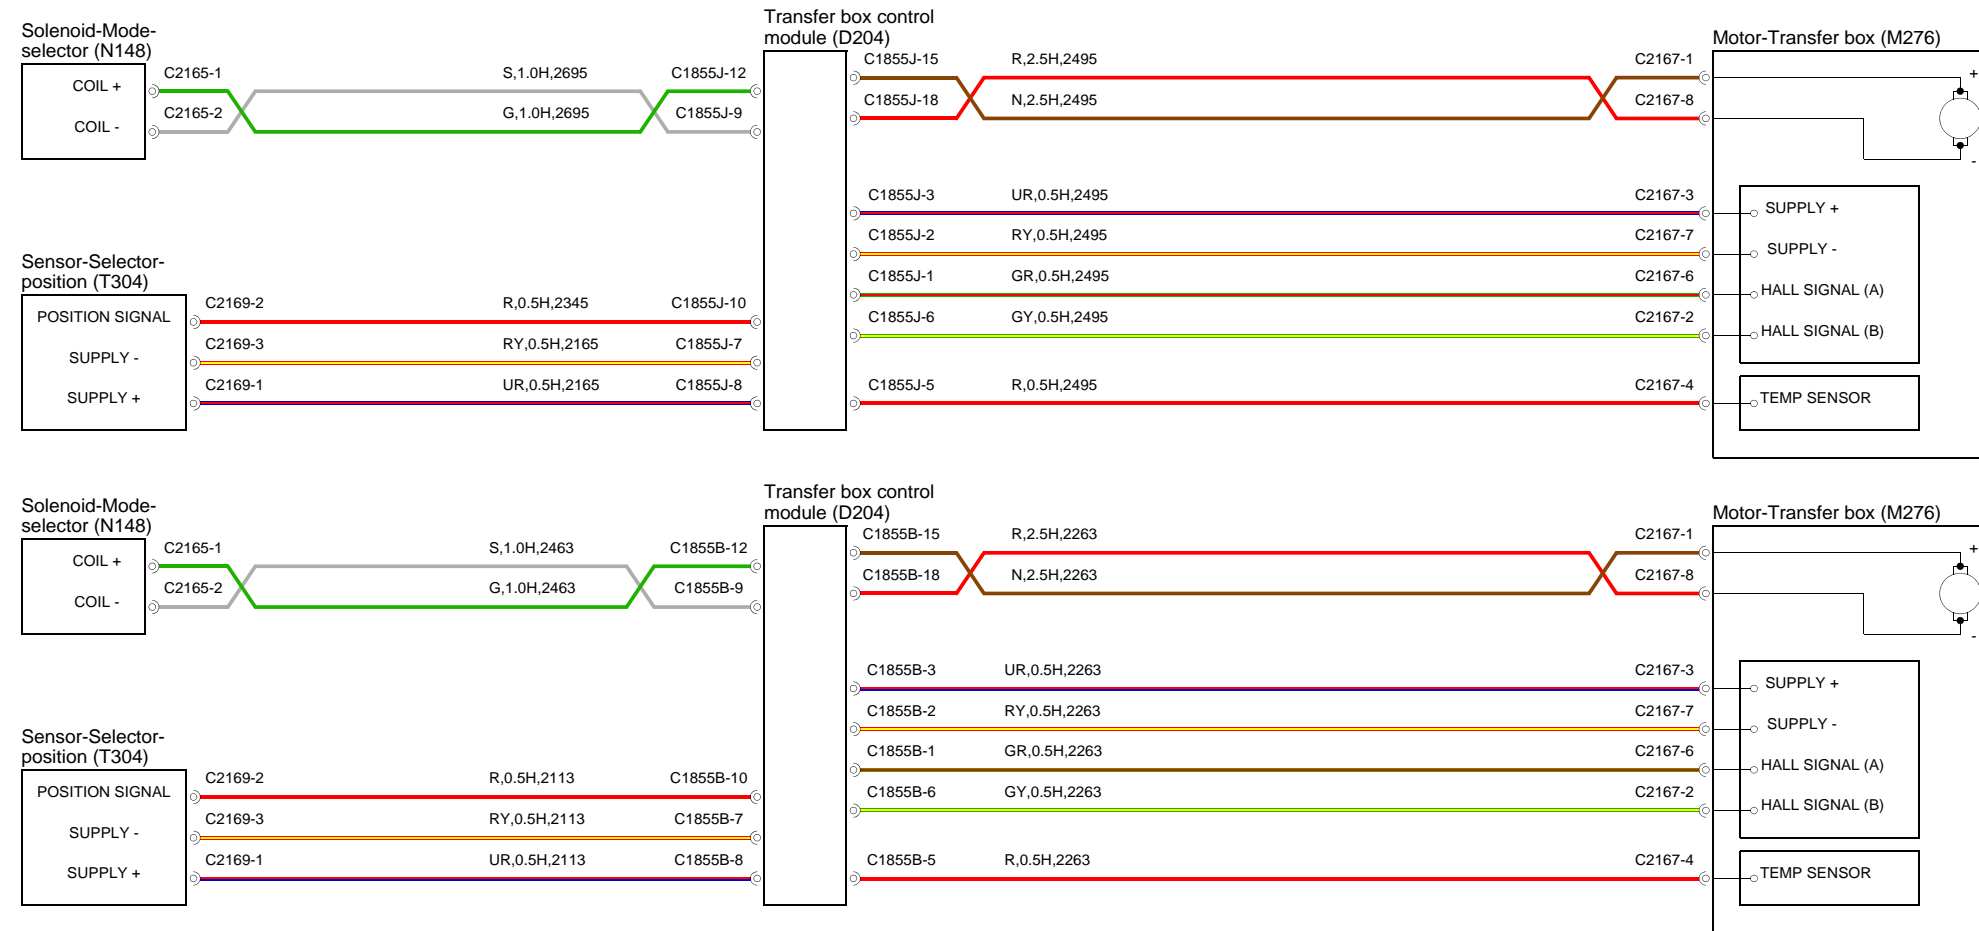 Transfer box control
module (D204)
Solenoid-Mode-
selector (N148)
Motor-Transfer box (M276)
COIL +
COIL -
C2165-1
S,1.0H,2695
C1855J-12
C2165-2
G,1.0H,2695
C1855J-9
C1855J-15
R,2.5H,2495
C2167-1
C1855J-18
N,2.5H,2495
C2167-8
+
-
C1855J-3
UR,0.5H,2495
C2167-3
SUPPLY +
C1855J-2
RY,0.5H,2495
C2167-7
SUPPLY -
C1855J-1
GR,0.5H,2495
C2167-6
HALL SIGNAL (A)
C1855J-6
GY,0.5H,2495
C2167-2
HALL SIGNAL (B)
C1855J-5
R,0.5H,2495
C2167-4
TEMP SENSOR
Sensor-Selector-
position (T304)
POSITION SIGNAL
C2169-2
R,0.5H,2345
C1855J-10
SUPPLY -
C2169-3
RY,0.5H,2165
C1855J-7
SUPPLY +
C2169-1
UR,0.5H,2165
C1855J-8
Transfer box control
module (D204)
Solenoid-Mode-
selector (N148)
Motor-Transfer box (M276)
COIL +
COIL -
C2165-1
S,1.0H,2463
C1855B-12
C2165-2
G,1.0H,2463
C1855B-9
C1855B-15
R,2.5H,2263
C2167-1
C1855B-18
N,2.5H,2263
C2167-8
+
-
C1855B-3
UR,0.5H,2263
C2167-3
SUPPLY +
C1855B-2
RY,0.5H,2263
C2167-7
SUPPLY -
C1855B-1
GR,0.5H,2263
C2167-6
HALL SIGNAL (A)
C1855B-6
GY,0.5H,2263
C2167-2
HALL SIGNAL (B)
C1855B-5
R,0.5H,2263
C2167-4
TEMP SENSOR
Sensor-Selector-
position (T304)
POSITION SIGNAL
C2169-2
R,0.5H,2113
C1855B-10
SUPPLY -
C2169-3
RY,0.5H,2113
C1855B-7
SUPPLY +
C2169-1
UR,0.5H,2113
C1855B-8